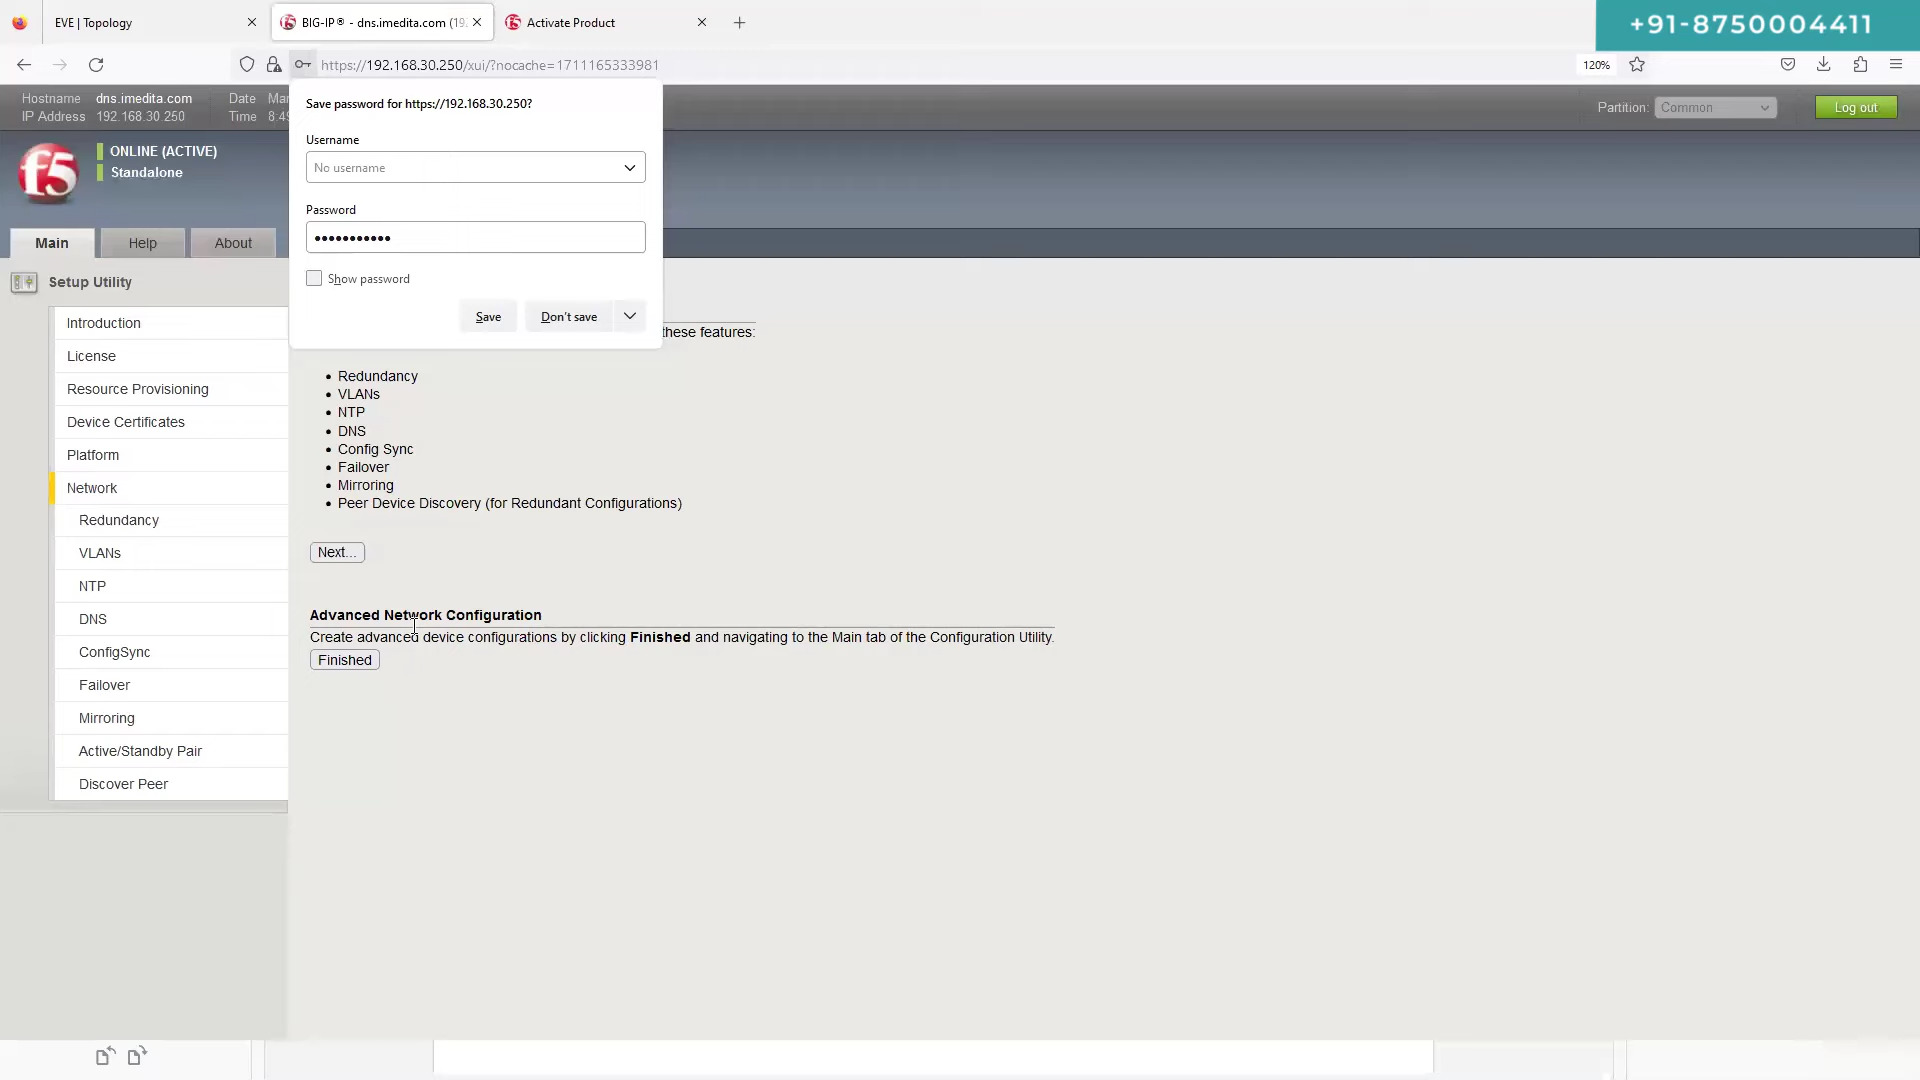 EVE | Topology
BIG-IP® - dns.imedita.com (19
Activate Product
+91-8750004411
https://192.168.30.250/xui/?nocache=1711165333981
120%
Hostname dns.imedita.com
IP Address 192.168.30.250
Date Mar
Time 8:49
Partition: Common
Log out
f5
ONLINE (ACTIVE)
Standalone
Main
Help
About
Save password for https://192.168.30.250?
Username
No username
Password
•••••••••••
Show password
Save
Don't save
Setup Utility
Introduction
License
Resource Provisioning
Device Certificates
Platform
Network
Redundancy
VLANs
NTP
DNS
ConfigSync
Failover
Mirroring
Active/Standby Pair
Discover Peer
these features:
• Redundancy
• VLANs
• NTP
• DNS
• Config Sync
• Failover
• Mirroring
• Peer Device Discovery (for Redundant Configurations)
Next...
Advanced Network Configuration
Create advanced device configurations by clicking Finished and navigating to the Main tab of the Configuration Utility.
Finished